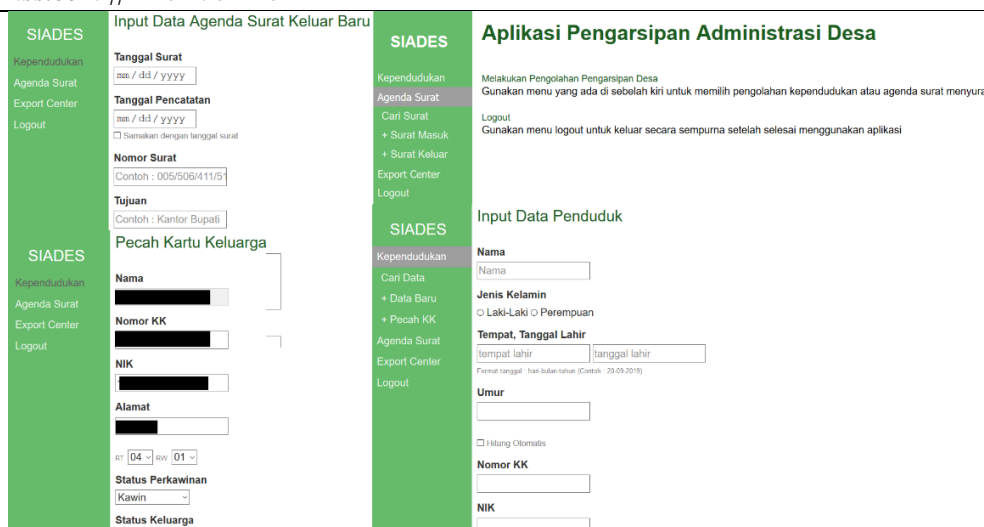 SIADES
Kependudukan
Agenda Surat
Export Center
Logout
Input Data Agenda Surat Keluar Baru
Tanggal Surat
mm / dd / yyyy
Tanggal Pencatatan
mm / dd / yyyy
Samakan dengan tanggal surat
Nomor Surat
Contoh : 005/506/411/51
Tujuan
Contoh : Kantor Bupati
SIADES
Kependudukan
Agenda Surat
Cari Surat
+ Surat Masuk
+ Surat Keluar
Export Center
Logout
Aplikasi Pengarsipan Administrasi Desa
Melakukan Pengolahan Pengarsipan Desa
Gunakan menu yang ada di sebelah kiri untuk memilih pengolahan kependudukan atau agenda surat menyura
Logout
Gunakan menu logout untuk keluar secara sempurna setelah selesai menggunakan aplikasi
SIADES
Kependudukan
Agenda Surat
Export Center
Logout
Pecah Kartu Keluarga
Nama
Nomor KK
NIK
Alamat
RT 04 RW 01
Status Perkawinan
Kawin
Status Keluarga
SIADES
Kependudukan
Cari Data
+ Data Baru
+ Pecah KK
Agenda Surat
Export Center
Logout
Input Data Penduduk
Nama
Nama
Jenis Kelamin
Laki-Laki Perempuan
Tempat, Tanggal Lahir
tempat lahir tanggal lahir
Format tanggal : hari-bulan-tahun (Contoh : 20-09-2019)
Umur
Hitung Otomatis
Nomor KK
NIK